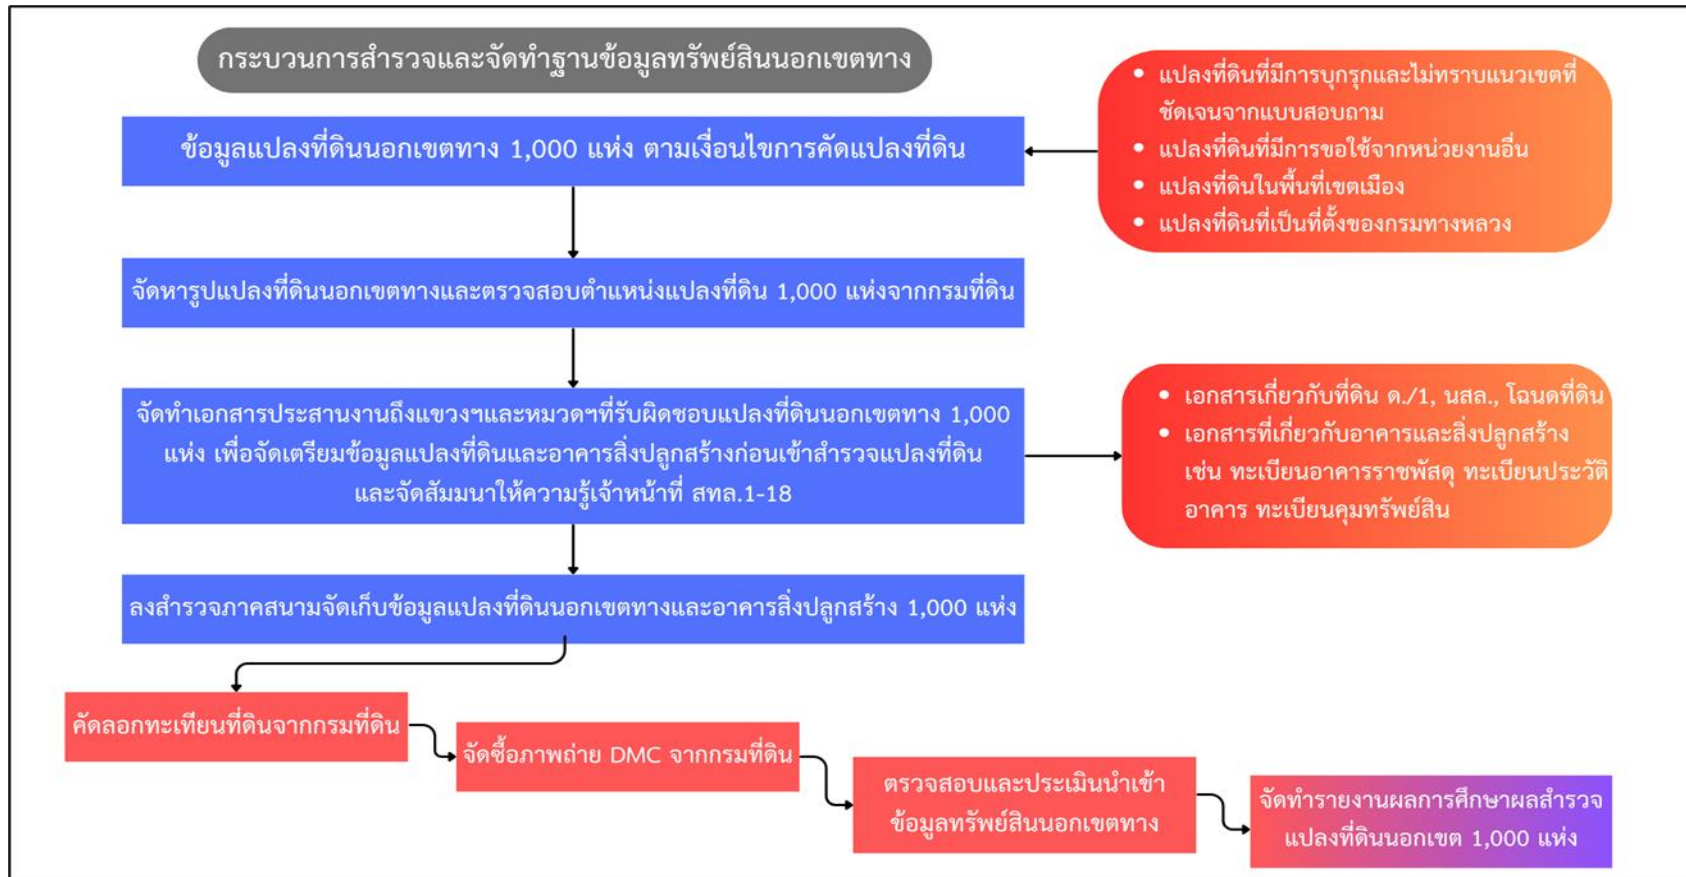 กระบวนการสำรวจและจัดทำฐานข้อมูลทรัพย์สินนอกเขตทาง
ข้อมูลแปลงที่ดินนอกเขตทาง 1,000 แห่ง ตามเงื่อนไขการคัดแปลงที่ดิน
• แปลงที่ดินที่มีการบุกรุกและไม่ทราบแนวเขตที่
ชัดเจนจากแบบสอบถาม
• แปลงที่ดินที่มีการขอใช้จากหน่วยงานอื่น
• แปลงที่ดินในพื้นที่เขตเมือง
• แปลงที่ดินที่เป็นที่ตั้งของกรมทางหลวง
จัดหารูปแปลงที่ดินนอกเขตทางและตรวจสอบตำแหน่งแปลงที่ดิน 1,000 แห่งจากกรมที่ดิน
จัดทำเอกสารประสานงานถึงแขวงฯและหมวดฯที่รับผิดชอบแปลงที่ดินนอกเขตทาง 1,000
แห่ง เพื่อจัดเตรียมข้อมูลแปลงที่ดินและอาคารสิ่งปลูกสร้างก่อนเข้าสำรวจแปลงที่ดิน
และจัดสัมมนาให้ความรู้เจ้าหน้าที่ สทล.1-18
• เอกสารเกี่ยวกับที่ดิน ด./1, นสล., โฉนดที่ดิน
• เอกสารที่เกี่ยวกับอาคารและสิ่งปลูกสร้าง
เช่น ทะเบียนอาคารราชพัสดุ ทะเบียนประวัติ
อาคาร ทะเบียนคุมทรัพย์สิน
ลงสำรวจภาคสนามจัดเก็บข้อมูลแปลงที่ดินนอกเขตทางและอาคารสิ่งปลูกสร้าง 1,000 แห่ง
คัดลอกทะเทียนที่ดินจากกรมที่ดิน
จัดซื้อภาพถ่าย DMC จากกรมที่ดิน
ตรวจสอบและประเมินนำเข้า
ข้อมูลทรัพย์สินนอกเขตทาง
จัดทำรายงานผลการศึกษาผลสำรวจ
แปลงที่ดินนอกเขต 1,000 แห่ง